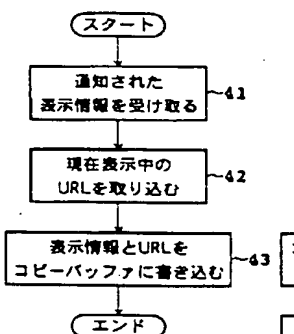 スタート
通知された
表示情報を受け取る
41
現在表示中の
URLを取り込む
42
表示情報とURLを
コピーバッファに書き込む
43
エンド